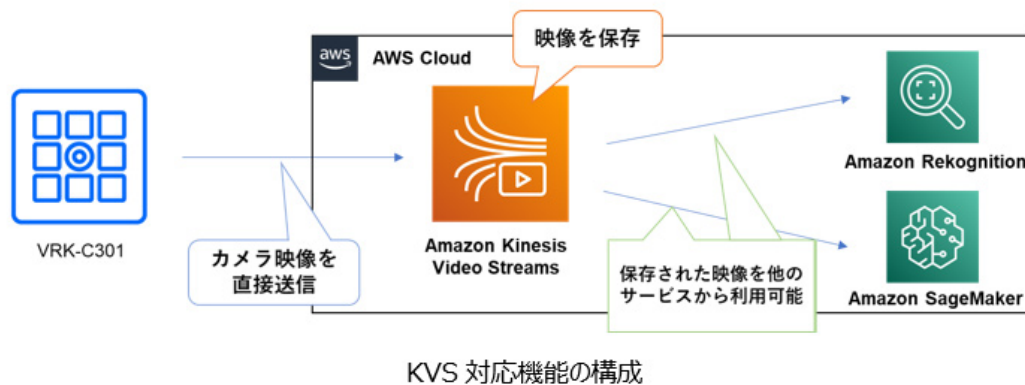 映像を保存
aws
AWS Cloud
VRK-C301
カメラ映像を
直接送信
Amazon Kinesis
Video Streams
保存された映像を他の
サービスから利用可能
Amazon Rekognition
Amazon SageMaker
KVS 対応機能の構成